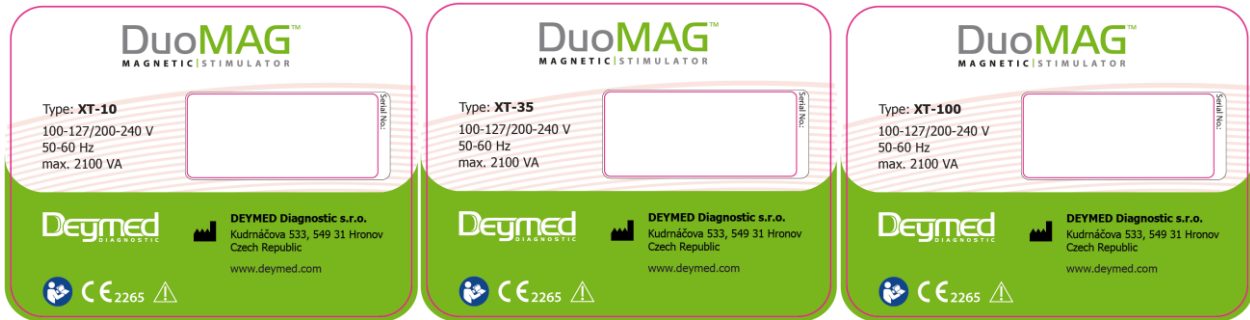 DuoMAG™
MAGNETIC|STIMULATOR
Type: XT-10
100-127/200-240 V
50-60 Hz
max. 2100 VA
Serial No.:
Deymed
DIAGNOSTIC
DEYMED Diagnostic s.r.o.
Kudrnáčova 533, 549 31 Hronov
Czech Republic
www.deymed.com
CE 2265
DuoMAG™
MAGNETIC|STIMULATOR
Type: XT-35
100-127/200-240 V
50-60 Hz
max. 2100 VA
Serial No.:
Deymed
DIAGNOSTIC
DEYMED Diagnostic s.r.o.
Kudrnáčova 533, 549 31 Hronov
Czech Republic
www.deymed.com
CE 2265
DuoMAG™
MAGNETIC|STIMULATOR
Type: XT-100
100-127/200-240 V
50-60 Hz
max. 2100 VA
Serial No.:
Deymed
DIAGNOSTIC
DEYMED Diagnostic s.r.o.
Kudrnáčova 533, 549 31 Hronov
Czech Republic
www.deymed.com
CE 2265